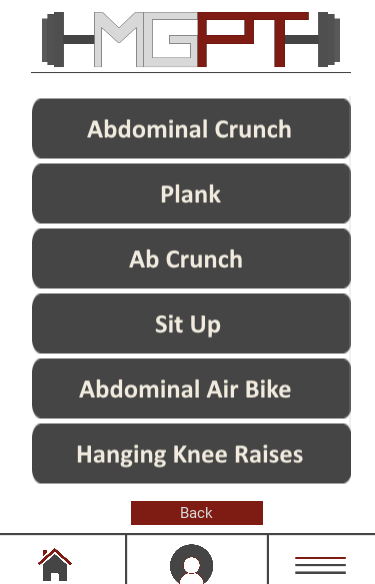 MGPT
Abdominal Crunch
Plank
Ab Crunch
Sit Up
Abdominal Air Bike
Hanging Knee Raises
Back